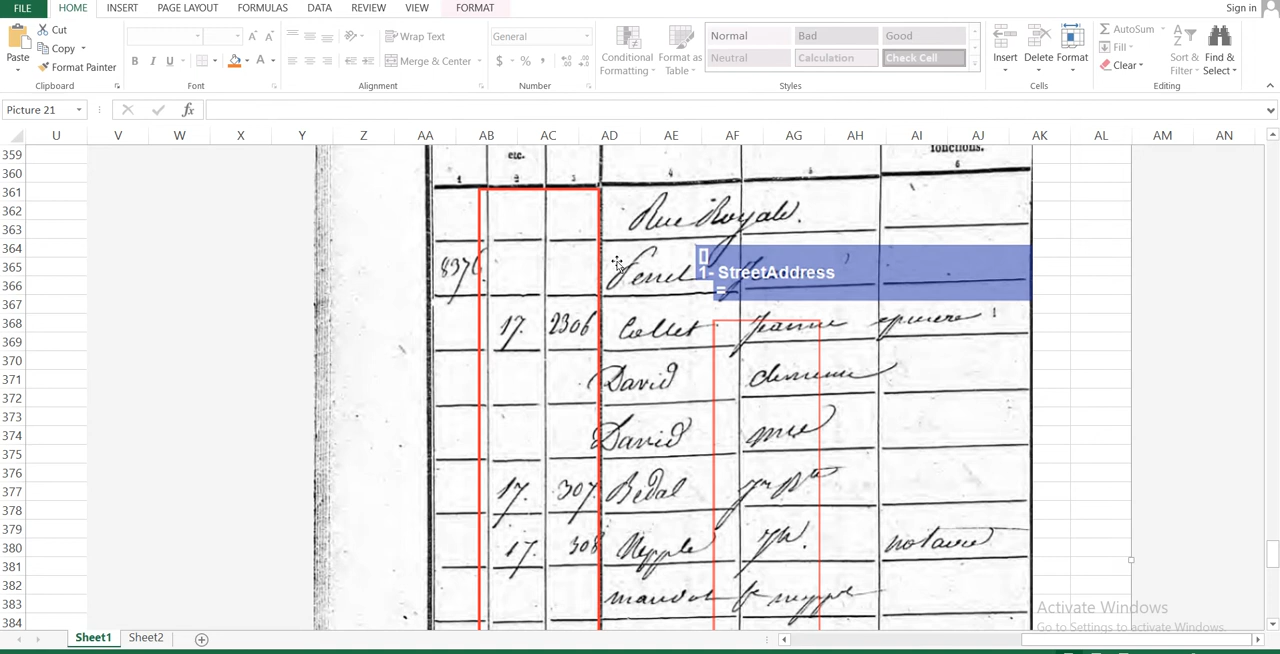 FILE HOME INSERT PAGE LAYOUT FORMULAS DATA REVIEW VIEW FORMAT Sign in
Cut
Copy
Format Painter
Paste
Wrap Text
Merge & Center
General
B I U A A A
$ % ,
Conditional Formatting
Format as Table
Normal Bad Good
Neutral Calculation Check Cell
Insert Delete Format
AutoSum
Fill
Clear
Sort & Filter
Find & Select
Clipboard Font Alignment Number Styles Cells Editing
Picture 21 fx
U V W X Y Z AA AB AC AD AE AF AG AH AI AJ AK AL AM AN
359
360
361
362
363
364
365
366
367
368
369
370
371
372
373
374
375
376
377
378
379
380
381
382
383
384
etc. fonctions.
1 2 3 4 5 6
Rue Royale.
8376
1- StreetAddress
=
17. 2306 Collet Jeanne
David
David
17. 307 Bedal
17. 308 Nepple notaire
Activate Windows
Go to Settings to activate Windows.
Sheet1 Sheet2